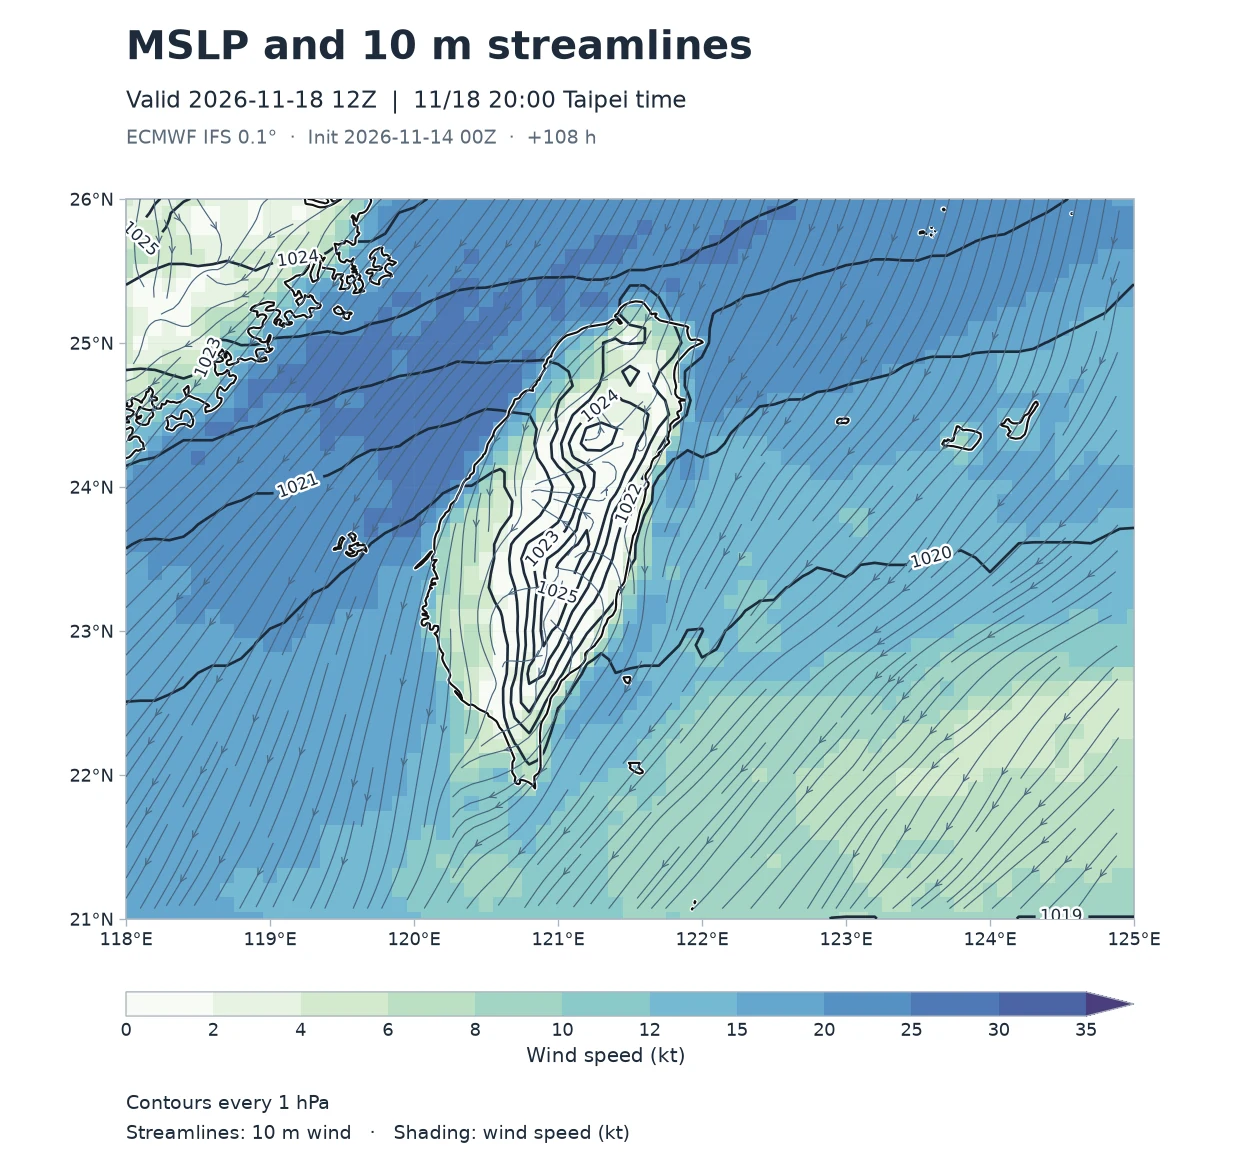 MSLP and 10 m streamlines
Valid 2026-11-18 12Z | 11/18 20:00 Taipei time
ECMWF IFS 0.1° · Init 2026-11-14 00Z · +108 h
26°N
25°N
24°N
23°N
22°N
21°N
1025
1024
1023
1024
1021
1022
1023
1025
1020
1019
118°E 119°E 120°E 121°E 122°E 123°E 124°E 125°E
0 2 4 6 8 10 12 15 20 25 30 35
Wind speed (kt)
Contours every 1 hPa
Streamlines: 10 m wind · Shading: wind speed (kt)